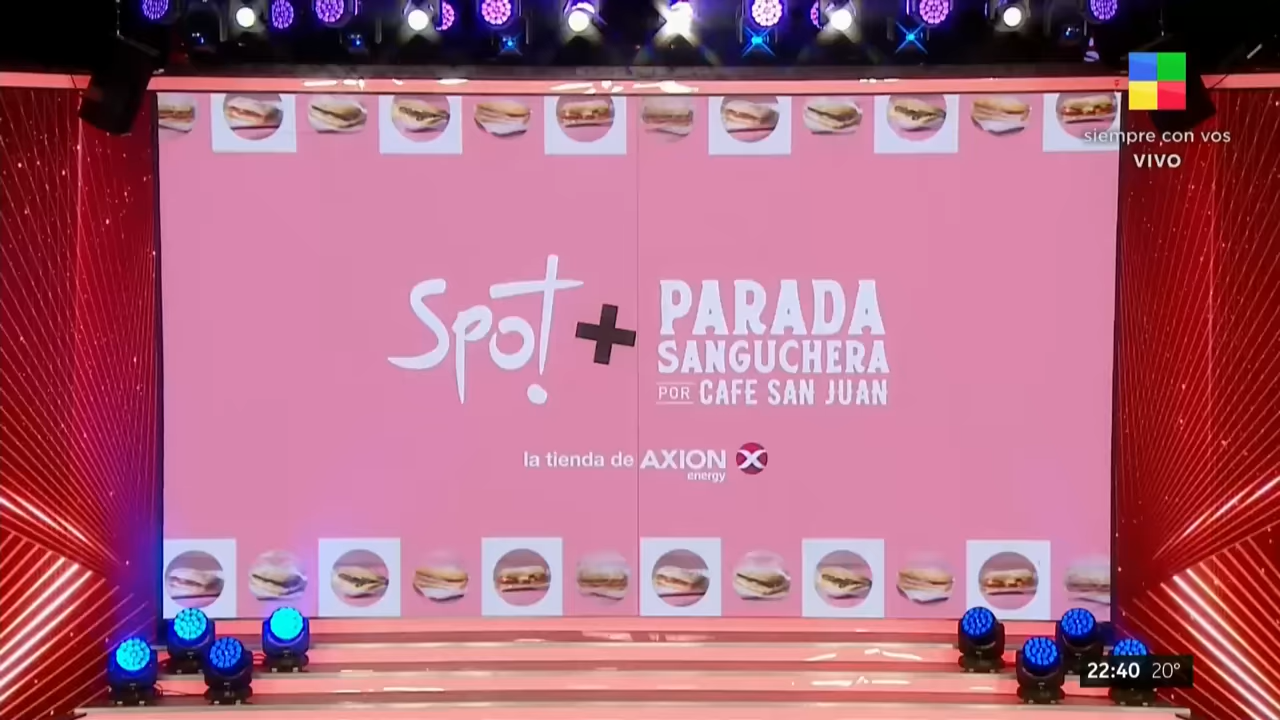 siempre con vos
VIVO
Spot!
+
PARADA
SANGUCHERA
POR CAFE SAN JUAN
la tienda de AXION
energy
22:40 20°